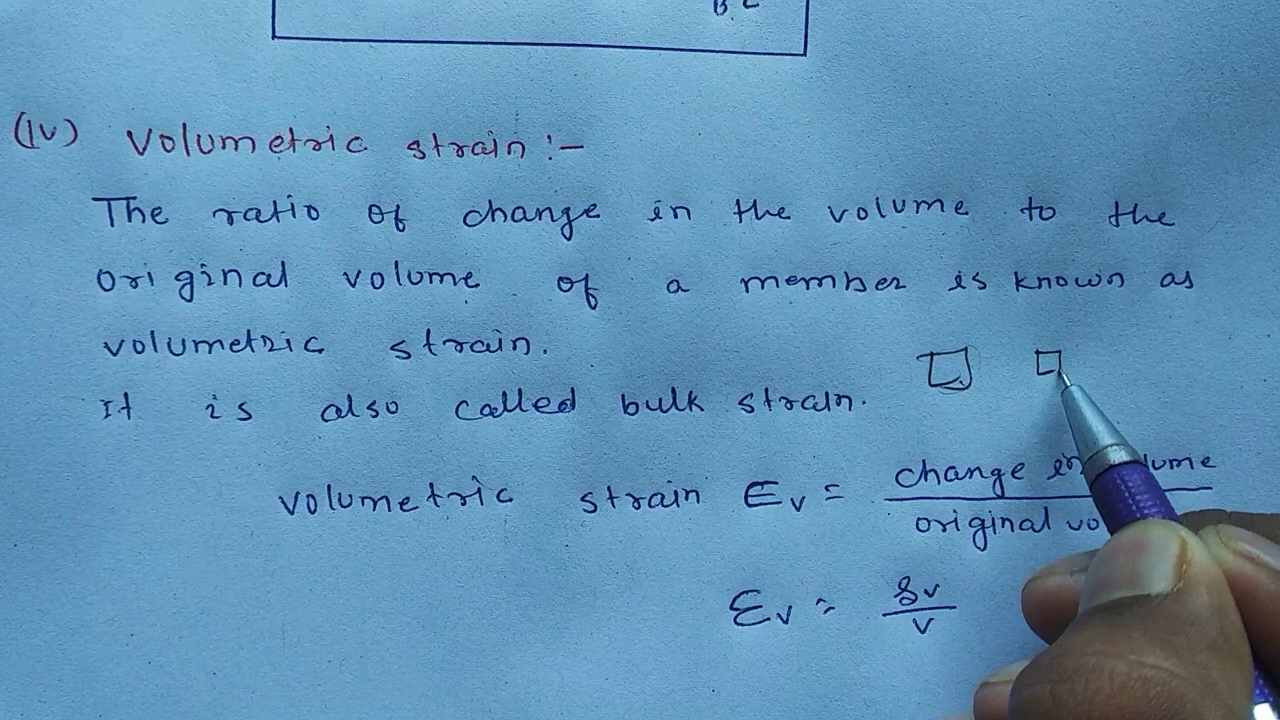 B C
(IV) Volumetric strain :-
The ratio of change in the volume to the
original volume of a member is known as
volumetric strain.
It is also called bulk strain.
volumetric strain Ev = change in
original
Ev = δv/v